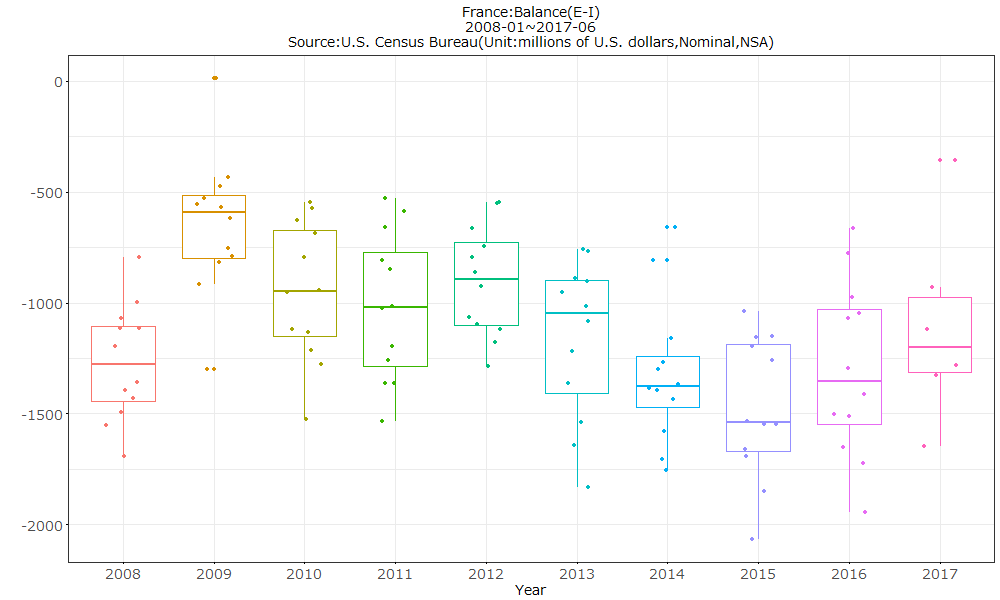 France:Balance(E-I)
2008-01~2017-06
Source:U.S. Census Bureau(Unit:millions of U.S. dollars,Nominal,NSA)
0
-500
-1000
-1500
-2000
2008 2009 2010 2011 2012 2013 2014 2015 2016 2017
Year